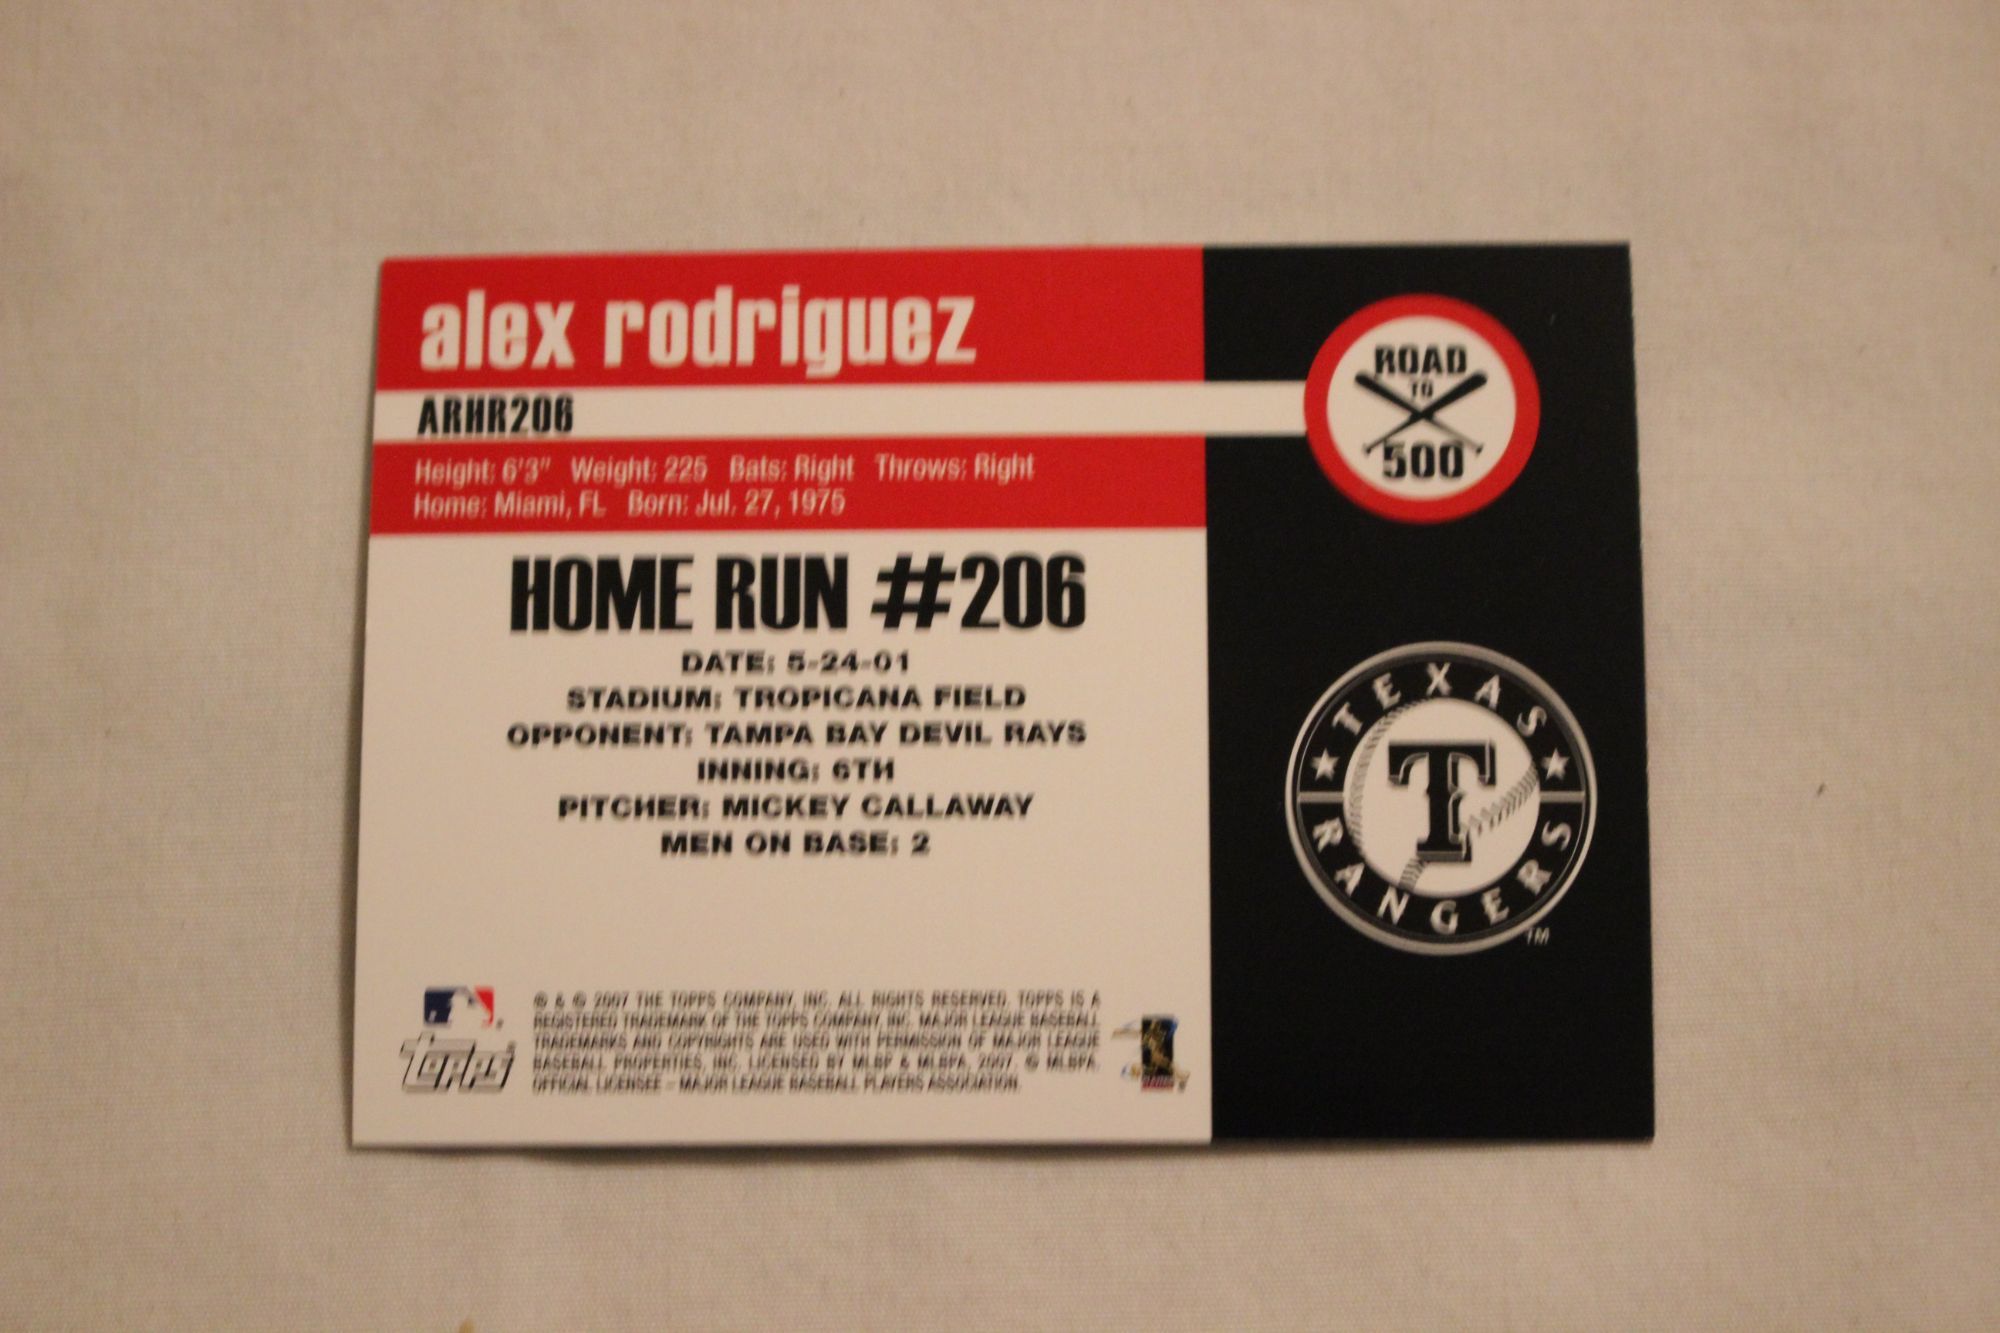 alex rodriguez
ARHR206
Height: 6'3" Weight: 225 Bats: Right Throws: Right
Home: Miami, FL Born: Jul. 27, 1975
ROAD
TO
500
HOME RUN #206
DATE: 5-24-01
STADIUM: TROPICANA FIELD
OPPONENT: TAMPA BAY DEVIL RAYS
INNING: 6TH
PITCHER: MICKEY CALLAWAY
MEN ON BASE: 2
TEXAS
T
RANGERS
TM
topps
® & © 2007 THE TOPPS COMPANY, INC. ALL RIGHTS RESERVED. TOPPS IS A
REGISTERED TRADEMARK OF THE TOPPS COMPANY, INC. MAJOR LEAGUE BASEBALL
TRADEMARKS AND COPYRIGHTS ARE USED WITH PERMISSION OF MAJOR LEAGUE
BASEBALL PROPERTIES, INC. LICENSED BY MLBP & MLBPA, 2007. © MLBPA.
OFFICIAL LICENSEE – MAJOR LEAGUE BASEBALL PLAYERS ASSOCIATION.